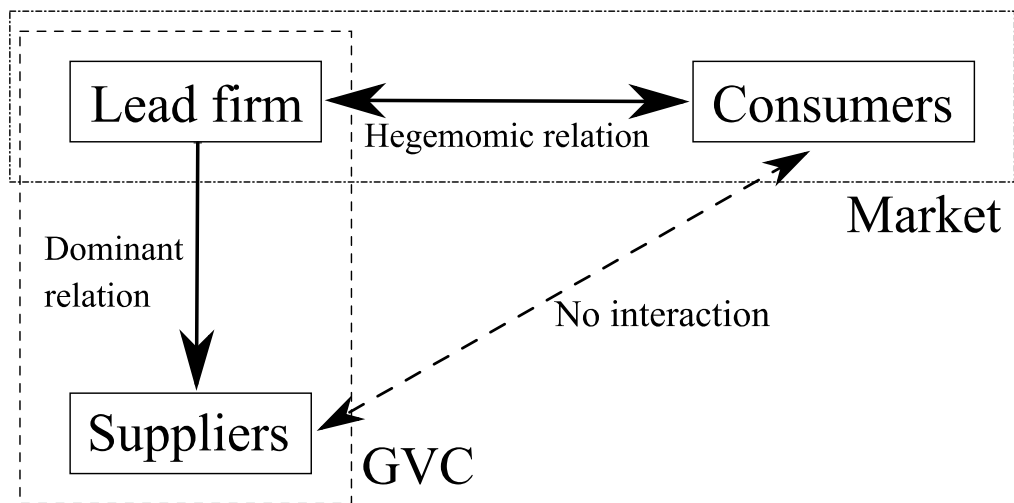 Lead firm
Consumers
Hegemomic relation
Market
Dominant
relation
No interaction
Suppliers
GVC